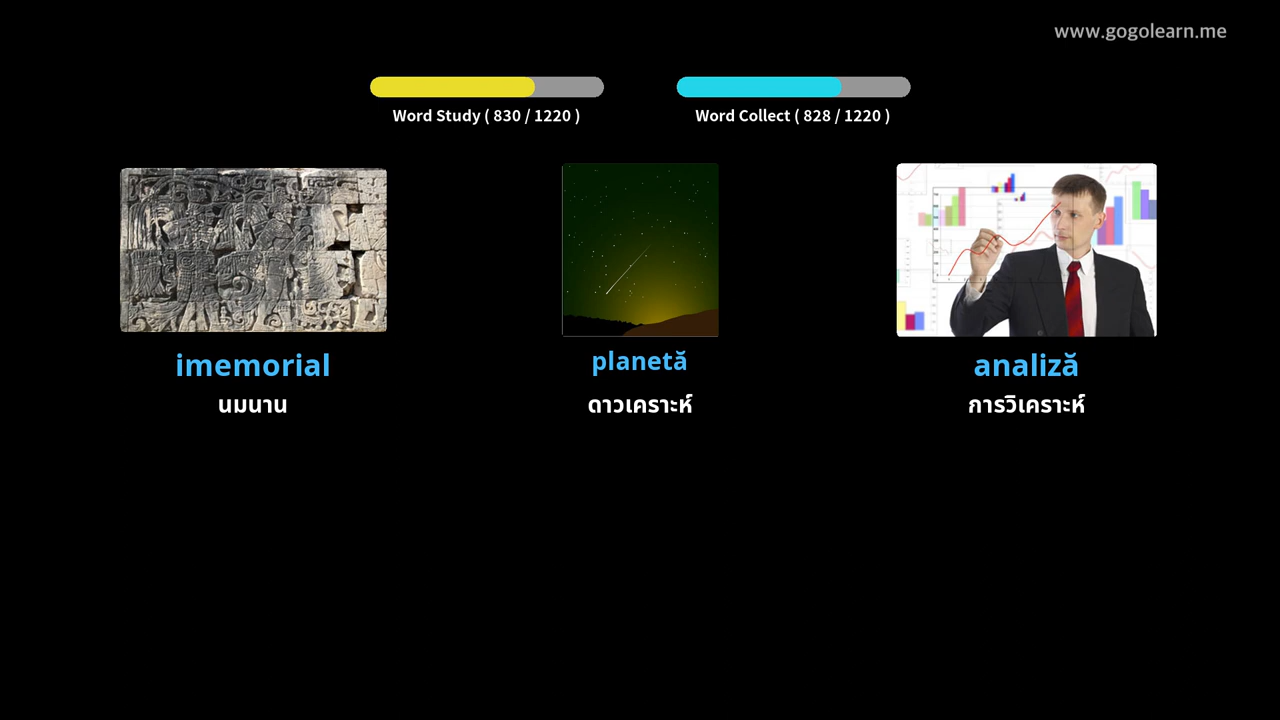 www.gogolearn.me
Word Study ( 830 / 1220 )
Word Collect ( 828 / 1220 )
imemorial
planetă
analiză
นมนาน
ดาวเคราะห์
การวิเคราะห์